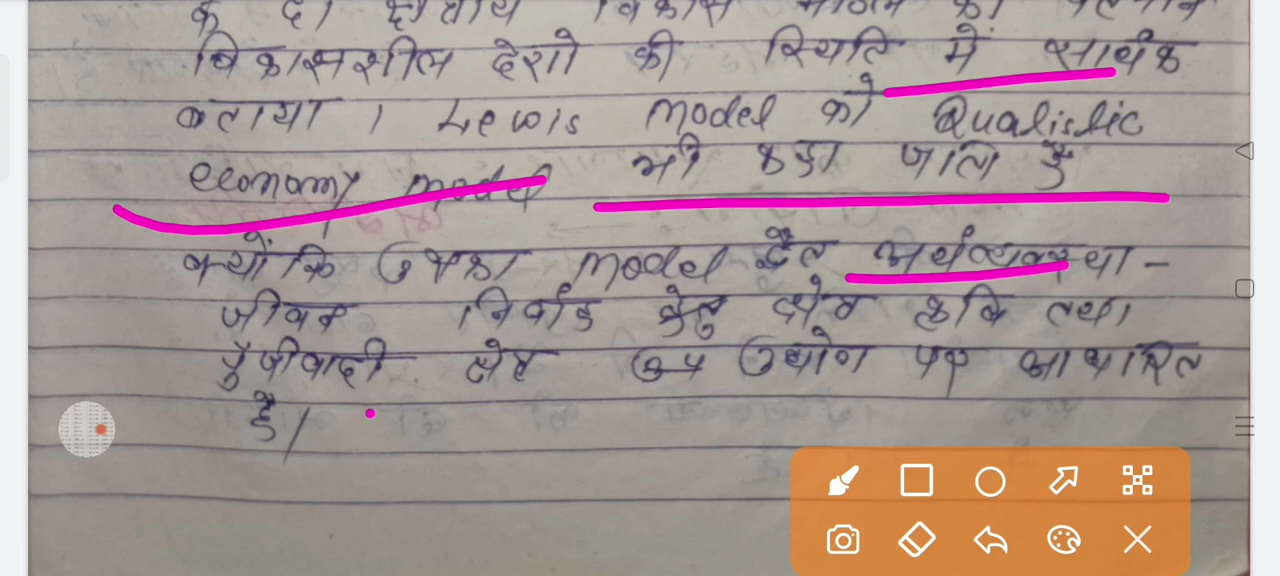 के दो क्षेत्रीय विकास
विकासशील देशो की स्थिति में सार्थक
बताया । Lewis Model को Qualistic
economy model भी कहा जाता है
क्योंकि उसका model द्वैत अर्थव्यवस्था -
जीवन निर्वाह हेतु क्षेत्र कृषि तथा
पुंजीवादी क्षेत्र उद्योग पर आधारित
है।